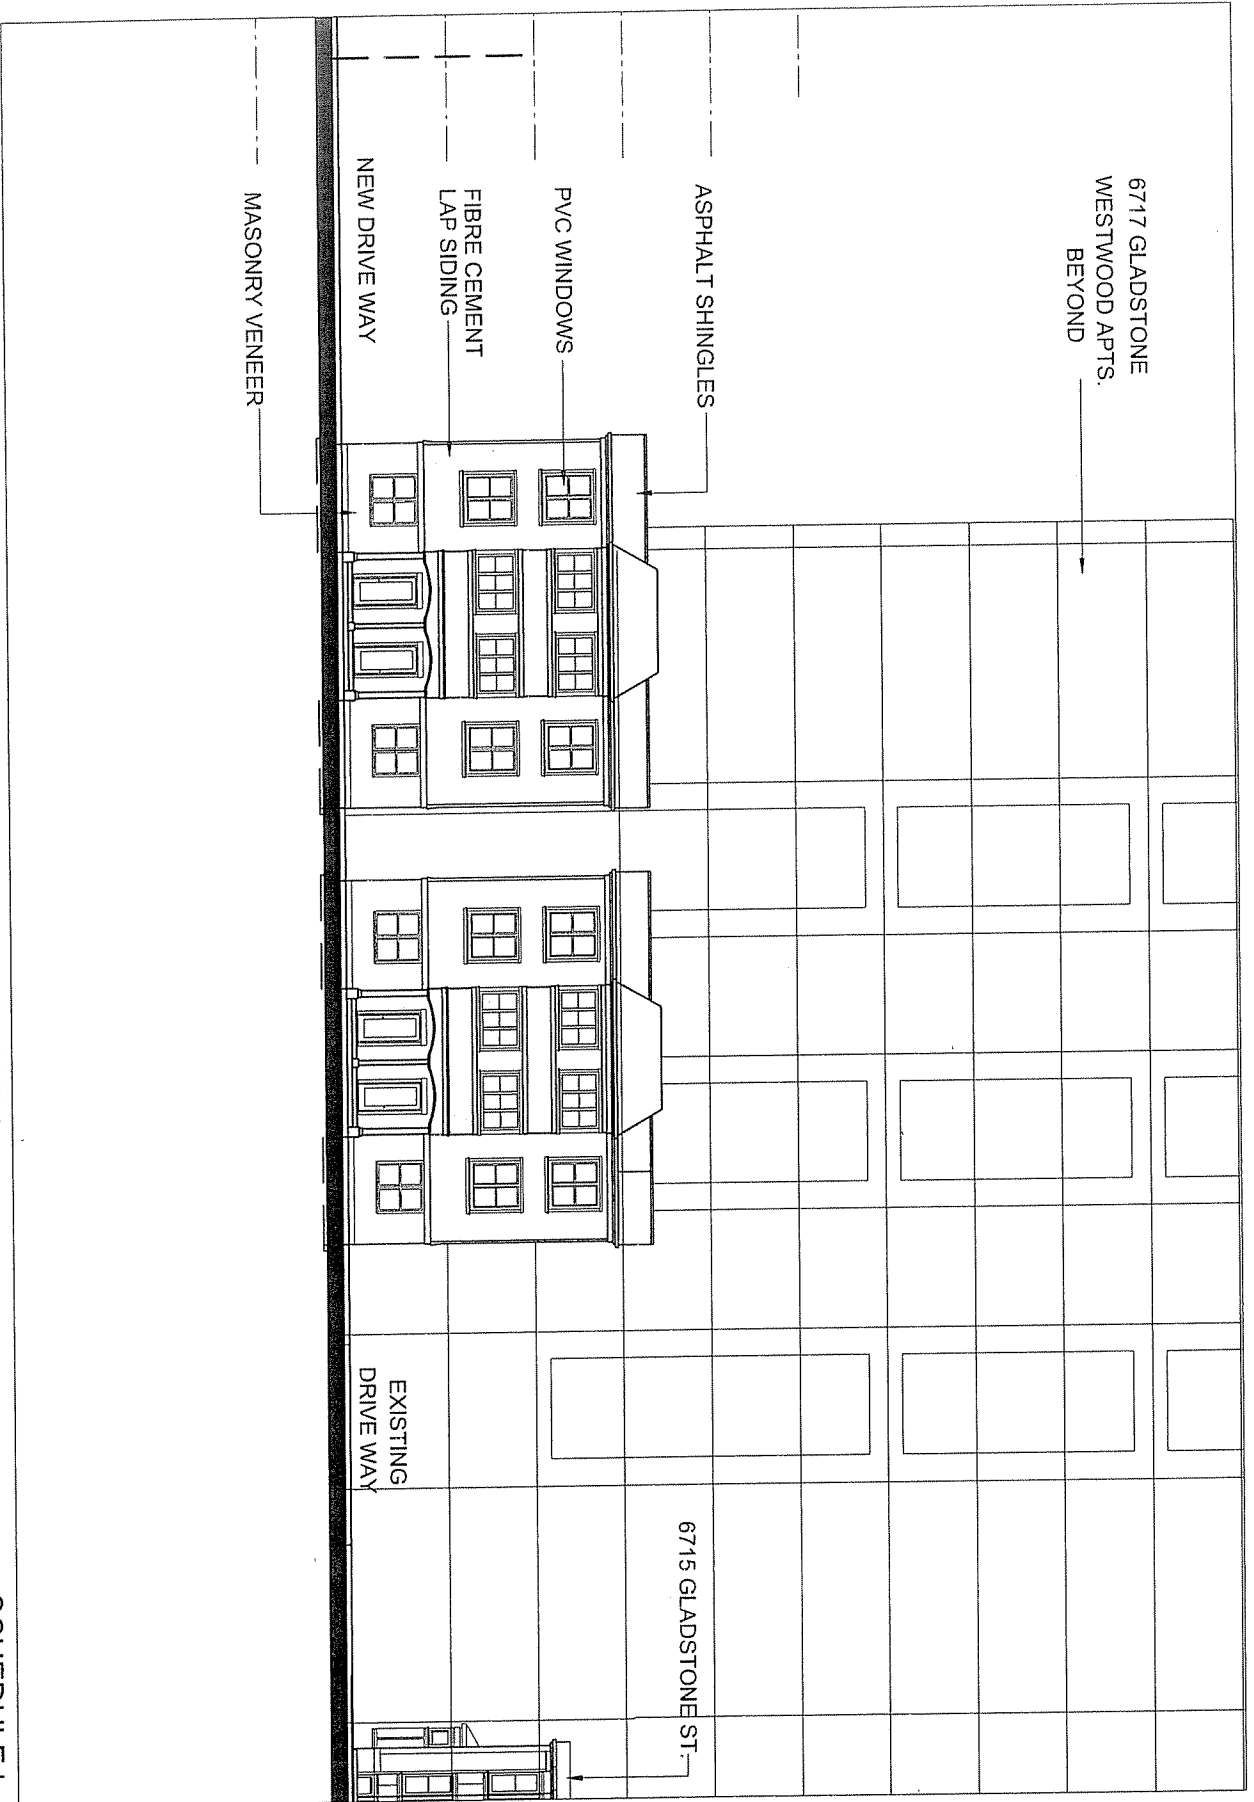 6717 GLADSTONE
WESTWOOD APTS.
BEYOND
ASPHALT SHINGLES
PVC WINDOWS
FIBRE CEMENT
LAP SIDING
NEW DRIVE WAY
MASONRY VENEER
6715 GLADSTONE ST.
EXISTING
DRIVE WAY